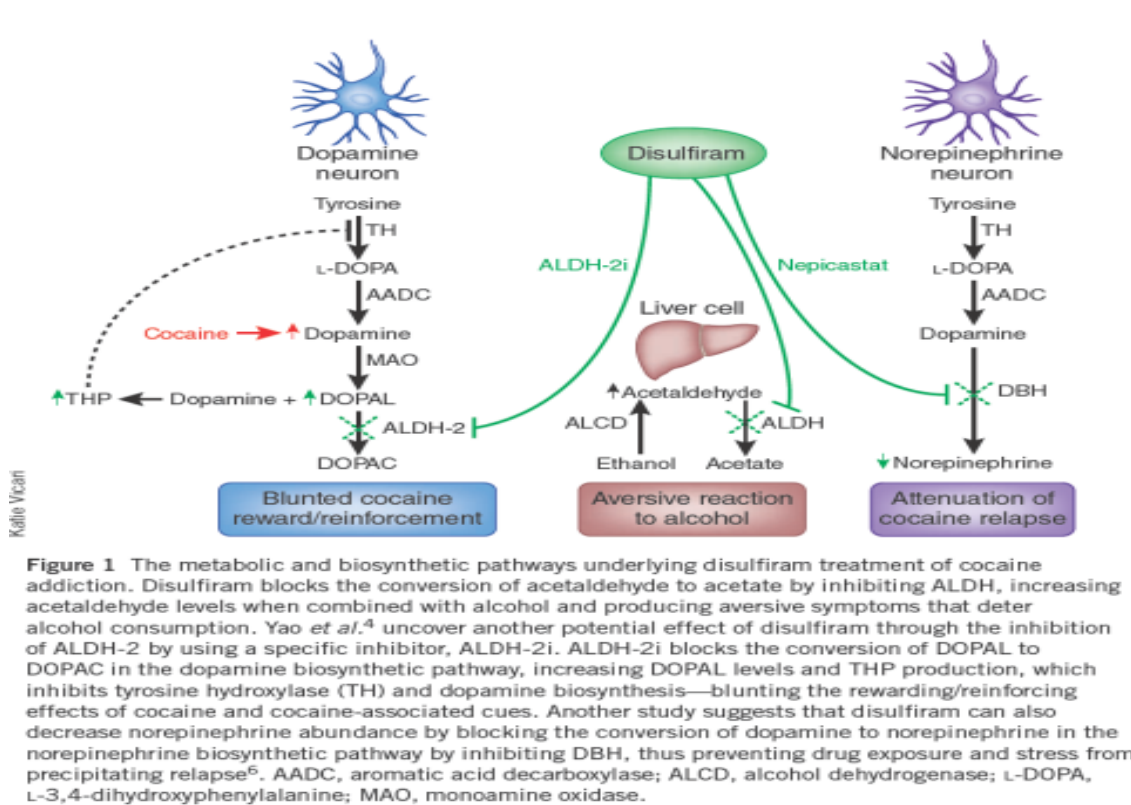 Dopamine
neuron
Tyrosine
TH
L-DOPA
AADC
Cocaine
Dopamine
MAO
THP
Dopamine + DOPAL
ALDH-2
DOPAC
Blunted cocaine
reward/reinforcement
Disulfiram
ALDH-2i
Nepicastat
Liver cell
Acetaldehyde
ALCD
ALDH
Ethanol
Acetate
Aversive reaction
to alcohol
Norepinephrine
neuron
Tyrosine
TH
L-DOPA
AADC
Dopamine
DBH
Norepinephrine
Attenuation of
cocaine relapse
Katie Vicari
Figure 1 The metabolic and biosynthetic pathways underlying disulfiram treatment of cocaine
addiction. Disulfiram blocks the conversion of acetaldehyde to acetate by inhibiting ALDH, increasing
acetaldehyde levels when combined with alcohol and producing aversive symptoms that deter
alcohol consumption. Yao et al.4 uncover another potential effect of disulfiram through the inhibition
of ALDH-2 by using a specific inhibitor, ALDH-2i. ALDH-2i blocks the conversion of DOPAL to
DOPAC in the dopamine biosynthetic pathway, increasing DOPAL levels and THP production, which
inhibits tyrosine hydroxylase (TH) and dopamine biosynthesis—blunting the rewarding/reinforcing
effects of cocaine and cocaine-associated cues. Another study suggests that disulfiram can also
decrease norepinephrine abundance by blocking the conversion of dopamine to norepinephrine in the
norepinephrine biosynthetic pathway by inhibiting DBH, thus preventing drug exposure and stress from
precipitating relapse6. AADC, aromatic acid decarboxylase; ALCD, alcohol dehydrogenase; L-DOPA,
L-3,4-dihydroxyphenylalanine; MAO, monoamine oxidase.